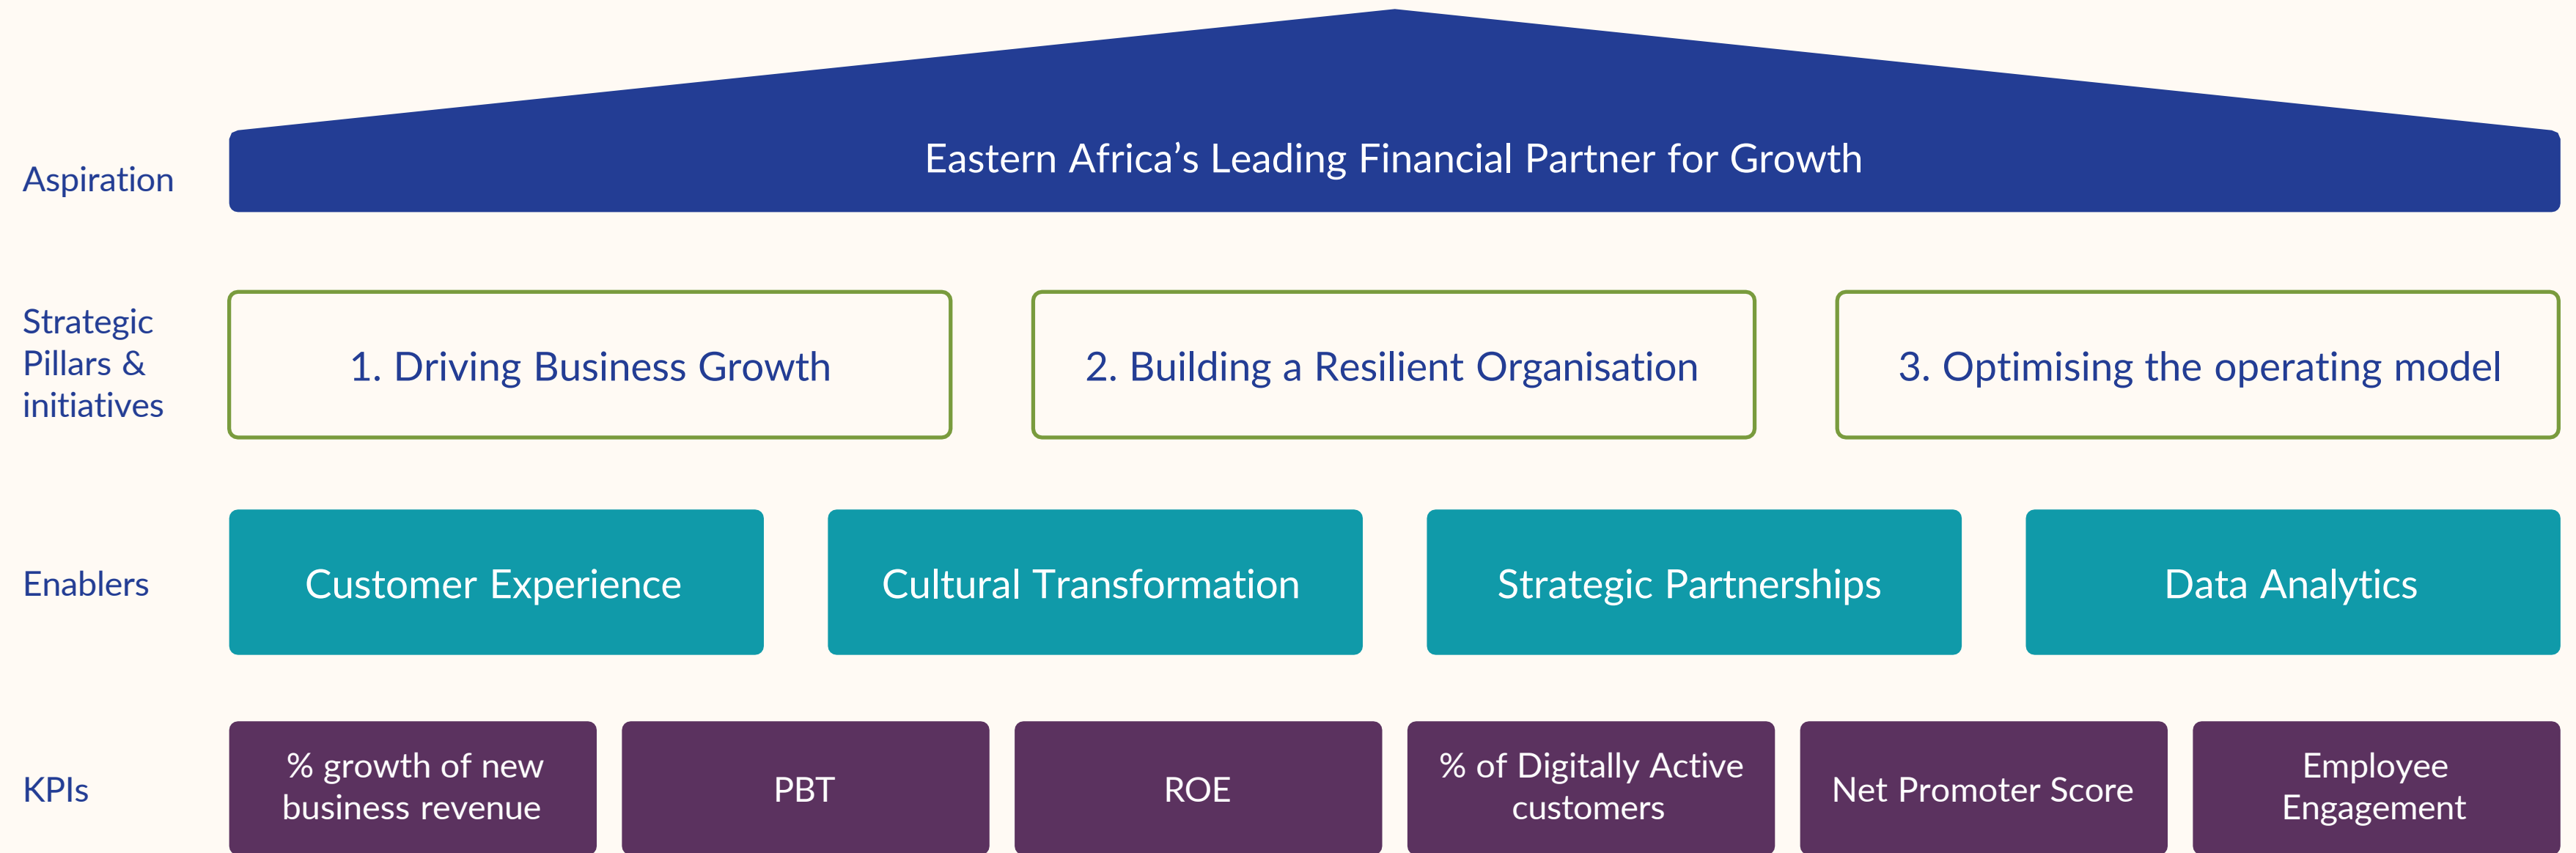 Aspiration
Eastern Africa’s Leading Financial Partner for Growth
Strategic
Pillars &
initiatives
1. Driving Business Growth
2. Building a Resilient Organisation
3. Optimising the operating model
Enablers
Customer Experience
Cultural Transformation
Strategic Partnerships
Data Analytics
KPIs
% growth of new
business revenue
PBT
ROE
% of Digitally Active
customers
Net Promoter Score
Employee
Engagement